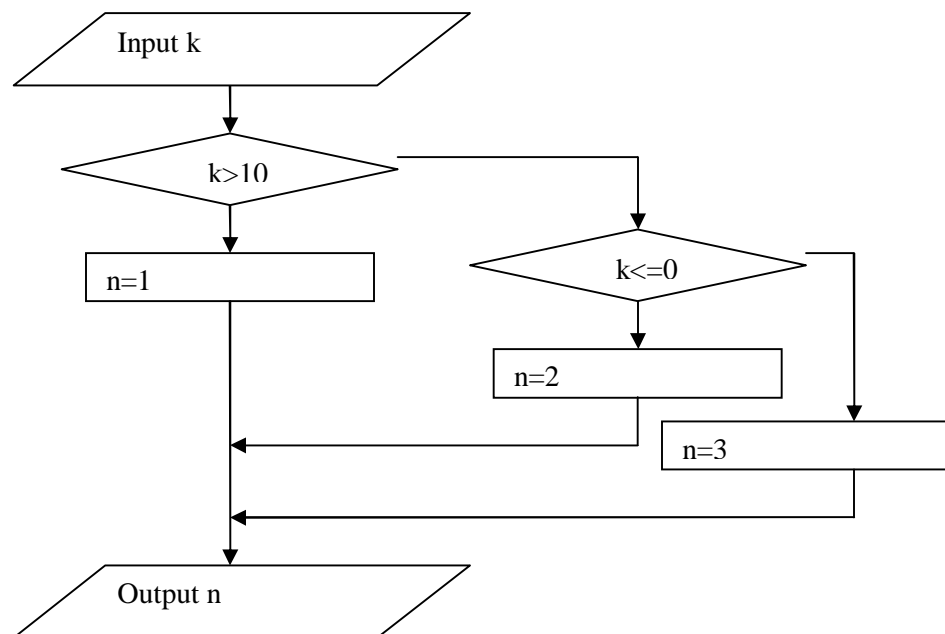 Input k
k>10
k<=0
n=1
n=2
n=3
Output n